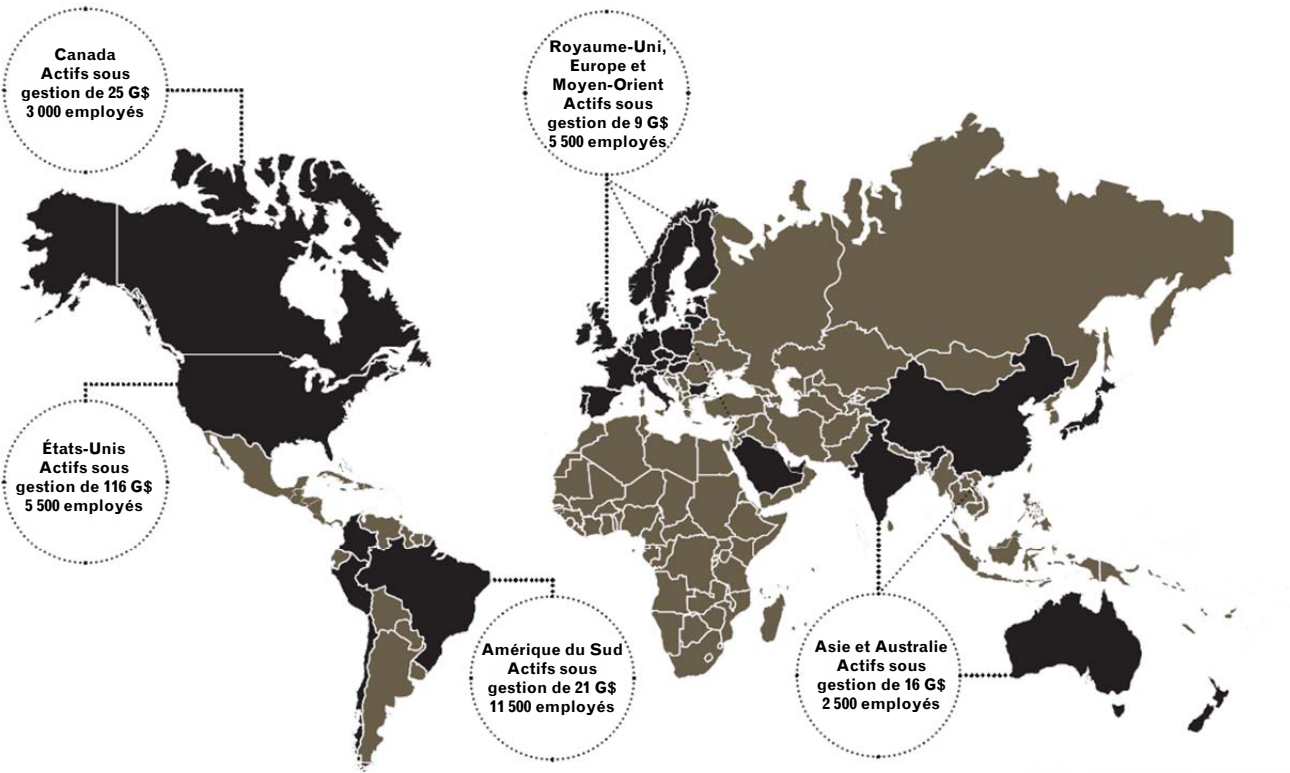 Canada
Actifs sous
gestion de 25 G$
3 000 employés
Royaume-Uni,
Europe et
Moyen-Orient
Actifs sous
gestion de 9 G$
5 500 employés
États-Unis
Actifs sous
gestion de 116 G$
5 500 employés
Amérique du Sud
Actifs sous
gestion de 21 G$
11 500 employés
Asie et Australie
Actifs sous
gestion de 16 G$
2 500 employés